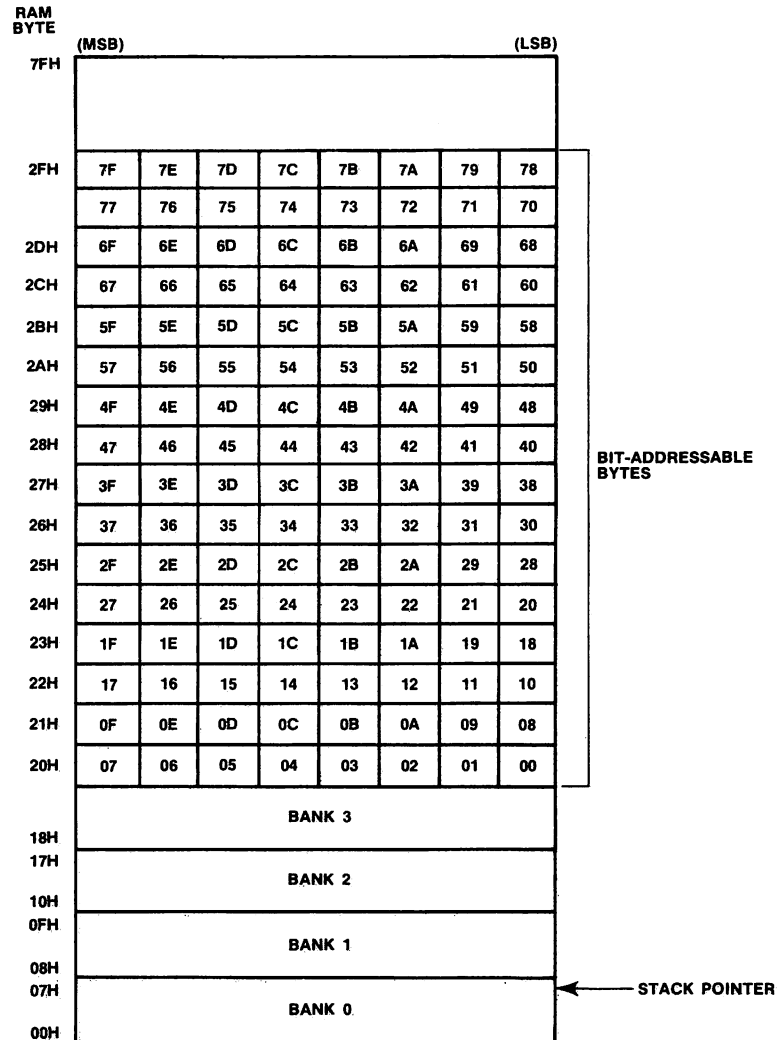 RAM
BYTE
(MSB) (LSB)
7FH
2FH 7F 7E 7D 7C 7B 7A 79 78
77 76 75 74 73 72 71 70
2DH 6F 6E 6D 6C 6B 6A 69 68
2CH 67 66 65 64 63 62 61 60
2BH 5F 5E 5D 5C 5B 5A 59 58
2AH 57 56 55 54 53 52 51 50
29H 4F 4E 4D 4C 4B 4A 49 48
28H 47 46 45 44 43 42 41 40
BIT-ADDRESSABLE
BYTES
27H 3F 3E 3D 3C 3B 3A 39 38
26H 37 36 35 34 33 32 31 30
25H 2F 2E 2D 2C 2B 2A 29 28
24H 27 26 25 24 23 22 21 20
23H 1F 1E 1D 1C 1B 1A 19 18
22H 17 16 15 14 13 12 11 10
21H 0F 0E 0D 0C 0B 0A 09 08
20H 07 06 05 04 03 02 01 00
BANK 3
18H
17H
BANK 2
10H
0FH
BANK 1
08H
07H STACK POINTER
BANK 0
00H